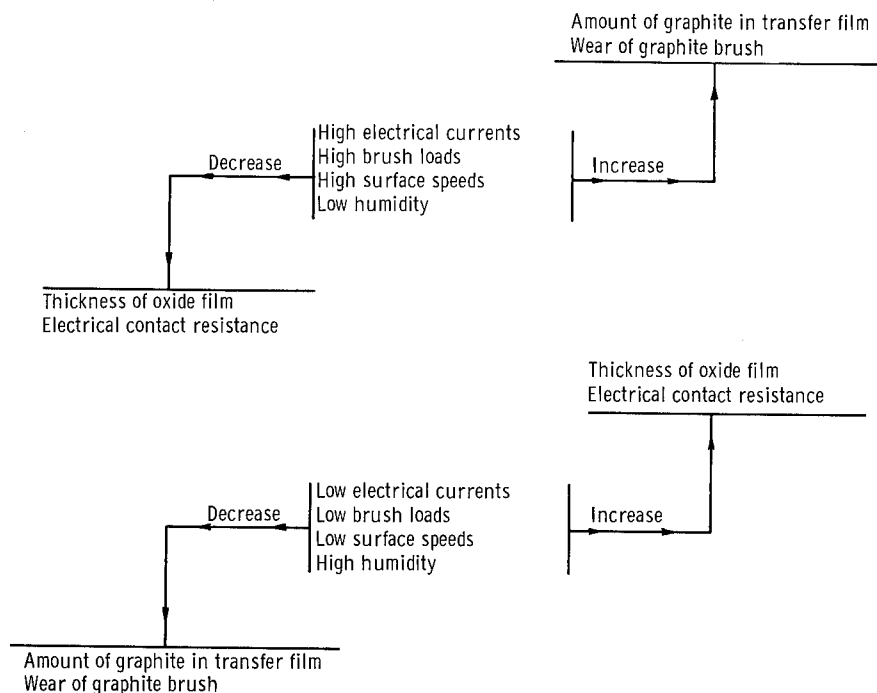 Amount of graphite in transfer film
Wear of graphite brush
High electrical currents
High brush loads
High surface speeds
Low humidity
Decrease
Increase
Thickness of oxide film
Electrical contact resistance
Thickness of oxide film
Electrical contact resistance
Low electrical currents
Low brush loads
Low surface speeds
High humidity
Decrease
Increase
Amount of graphite in transfer film
Wear of graphite brush